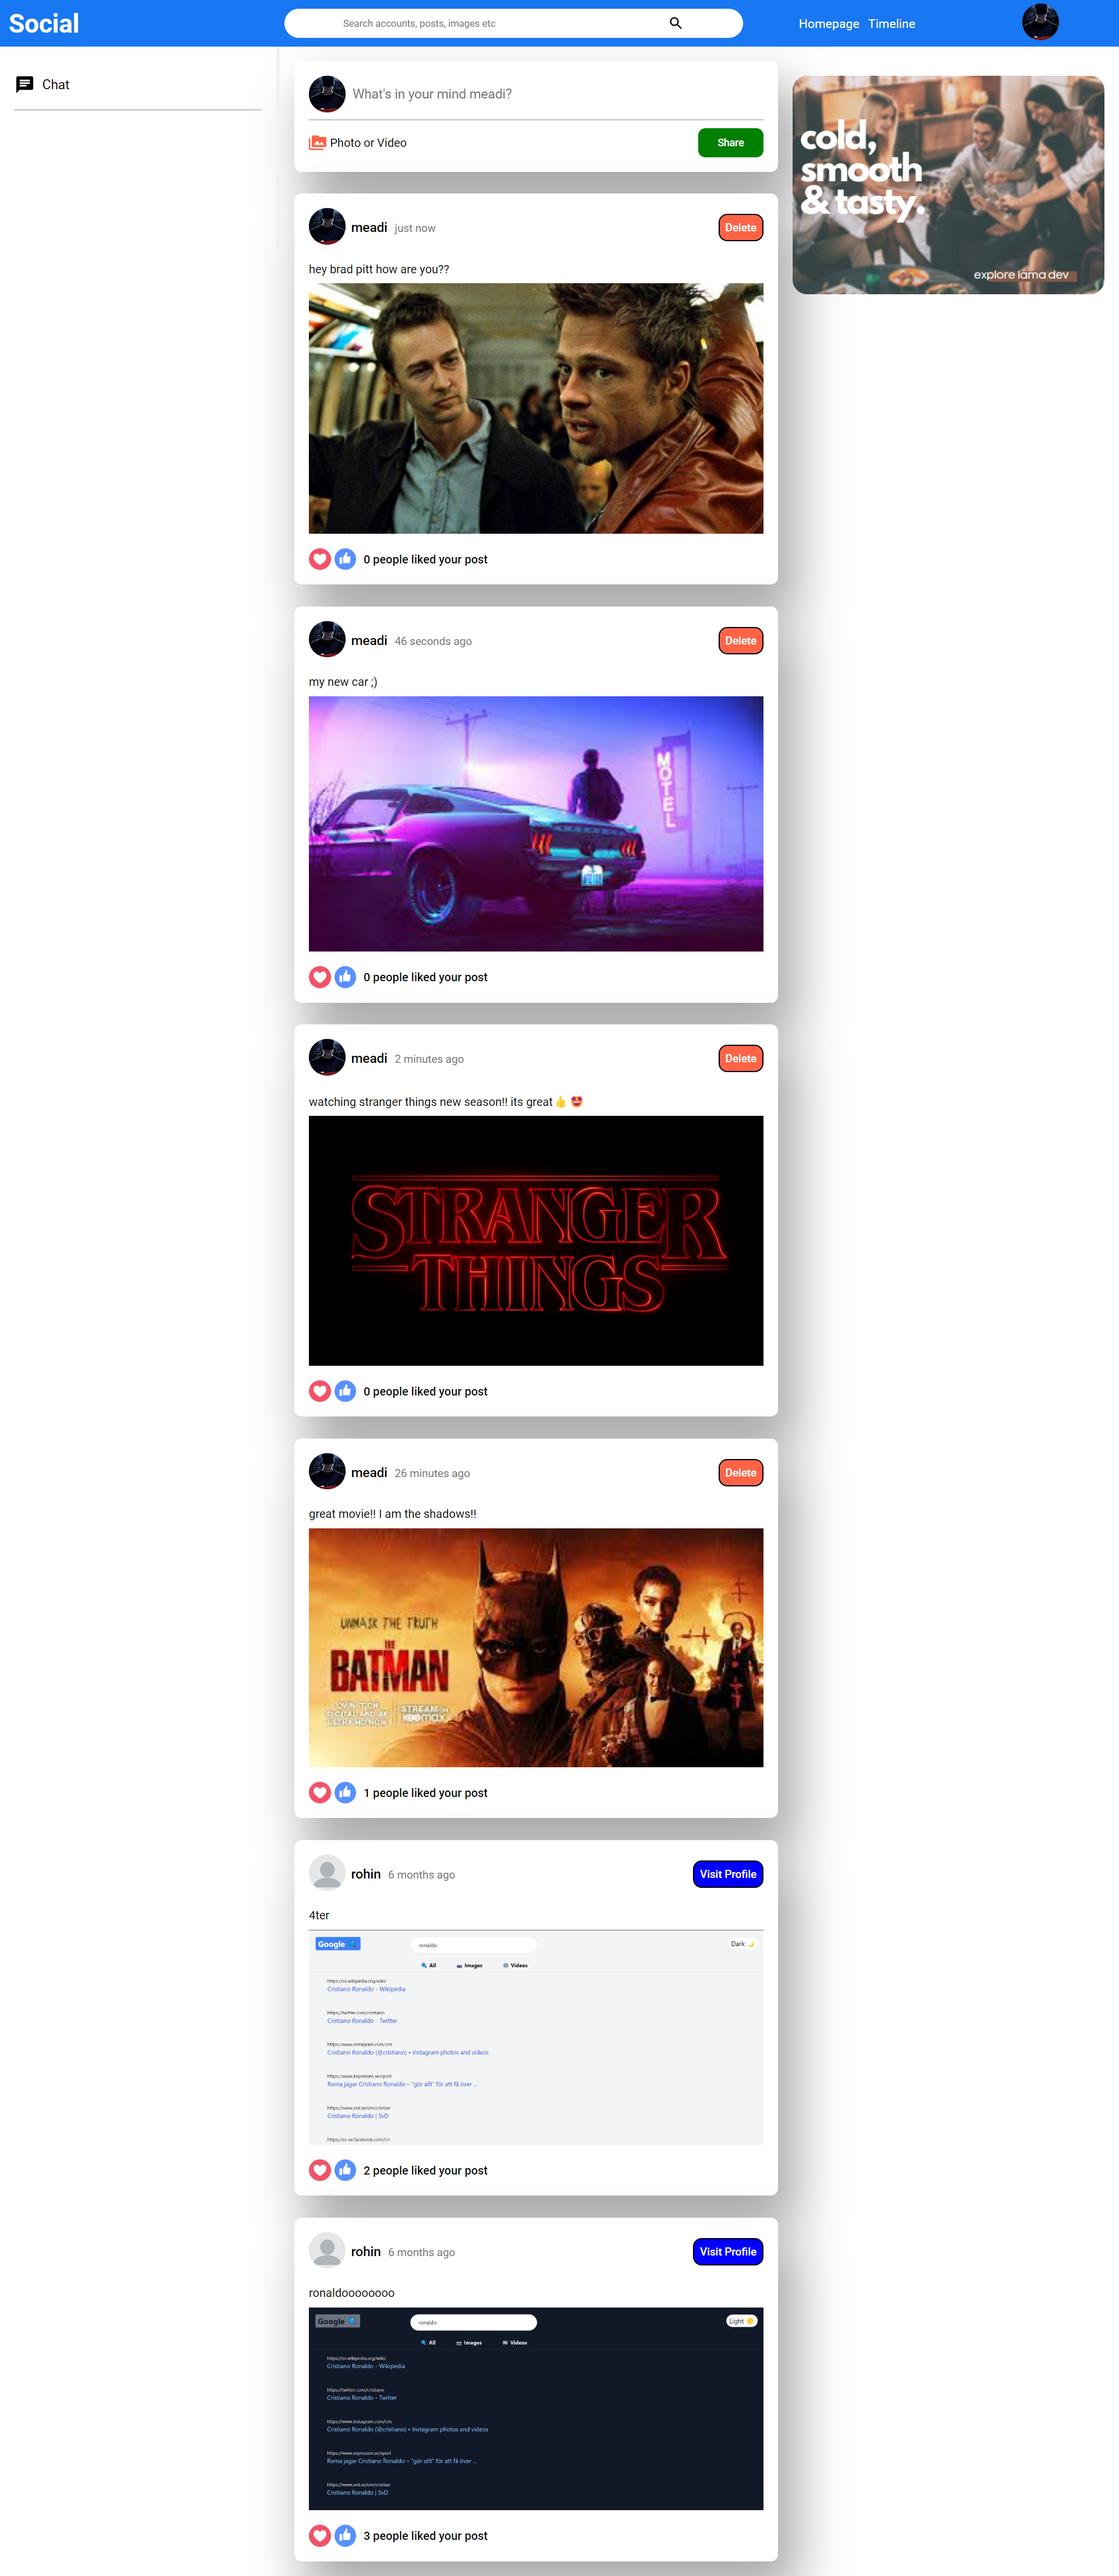 Social
Search accounts, posts, images etc
Homepage Timeline
Chat
What's in your mind meadi?
Photo or Video
Share
cold,
smooth
& tasty.
explore lama dev
meadi just now
Delete
hey brad pitt how are you??
0 people liked your post
meadi 46 seconds ago
Delete
my new car ;)
MOTEL
0 people liked your post
meadi 2 minutes ago
Delete
watching stranger things new season!! its great👍 🤩
STRANGER
THINGS
0 people liked your post
meadi 26 minutes ago
Delete
great movie!! I am the shadows!!
UNMASK THE TRUTH
THE
BATMAN
OWN IT ON
DIGITAL AND 4K
ULTRA HD NOW
STREAM ON
HBO max
1 people liked your post
rohin 6 months ago
Visit Profile
4ter
Google
ronaldo
Dark
All Images Videos
https://sv.wikipedia.org/wiki/
Cristiano Ronaldo - Wikipedia
https://twitter.com/cristiano
Cristiano Ronaldo - Twitter
https://www.instagram.com/cris
Cristiano Ronaldo (@cristiano) • Instagram photos and videos
https://www.expressen.se/sport
Roma jagar Cristiano Ronaldo – "gör allt" för att få över ...
https://www.svd.se/om/cristian
Cristiano Ronaldo | SvD
https://sv-se.facebook.com/Cri
2 people liked your post
rohin 6 months ago
Visit Profile
ronaldoooooooo
Google
ronaldo
Light
All Images Videos
https://sv.wikipedia.org/wiki/
Cristiano Ronaldo - Wikipedia
https://twitter.com/cristiano
Cristiano Ronaldo - Twitter
https://www.instagram.com/cris
Cristiano Ronaldo (@cristiano) • Instagram photos and videos
https://www.expressen.se/sport
Roma jagar Cristiano Ronaldo – "gör allt" för att få över ...
https://www.svd.se/om/cristian
Cristiano Ronaldo | SvD
3 people liked your post